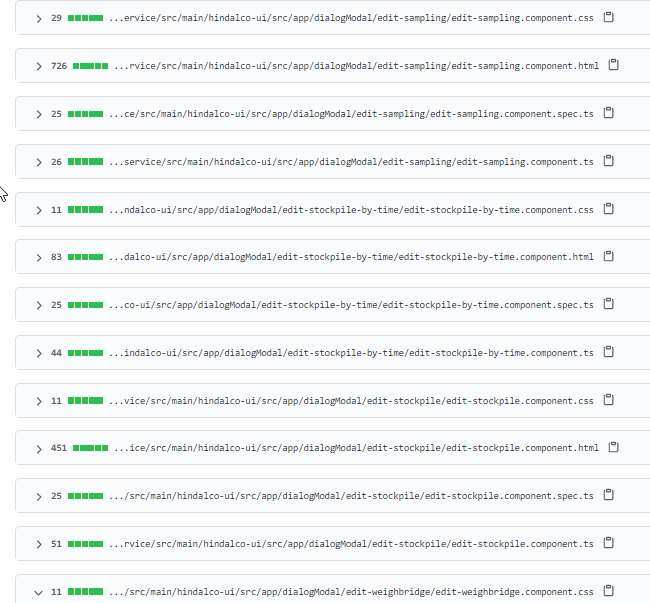 29 ...ervice/src/main/hindalco-ui/src/app/dialogModal/edit-sampling/edit-sampling.component.css
726 ...rvice/src/main/hindalco-ui/src/app/dialogModal/edit-sampling/edit-sampling.component.html
25 ...ce/src/main/hindalco-ui/src/app/dialogModal/edit-sampling/edit-sampling.component.spec.ts
26 ...service/src/main/hindalco-ui/src/app/dialogModal/edit-sampling/edit-sampling.component.ts
11 ...ndalco-ui/src/app/dialogModal/edit-stockpile-by-time/edit-stockpile-by-time.component.css
83 ...dalco-ui/src/app/dialogModal/edit-stockpile-by-time/edit-stockpile-by-time.component.html
25 ...co-ui/src/app/dialogModal/edit-stockpile-by-time/edit-stockpile-by-time.component.spec.ts
44 ...indalco-ui/src/app/dialogModal/edit-stockpile-by-time/edit-stockpile-by-time.component.ts
11 ...vice/src/main/hindalco-ui/src/app/dialogModal/edit-stockpile/edit-stockpile.component.css
451 ...ice/src/main/hindalco-ui/src/app/dialogModal/edit-stockpile/edit-stockpile.component.html
25 .../src/main/hindalco-ui/src/app/dialogModal/edit-stockpile/edit-stockpile.component.spec.ts
51 ...rvice/src/main/hindalco-ui/src/app/dialogModal/edit-stockpile/edit-stockpile.component.ts
11 .../src/main/hindalco-ui/src/app/dialogModal/edit-weighbridge/edit-weighbridge.component.css